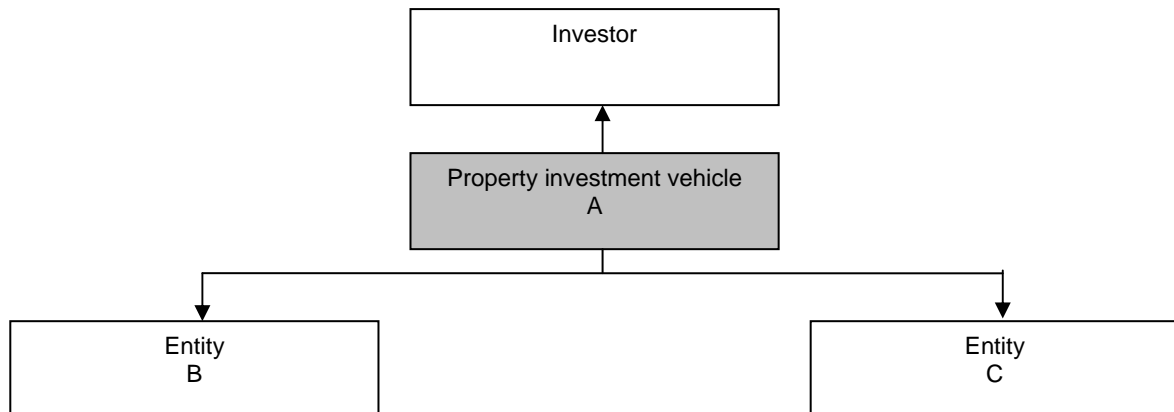 Investor
Property investment vehicle
A
Entity
B
Entity
C